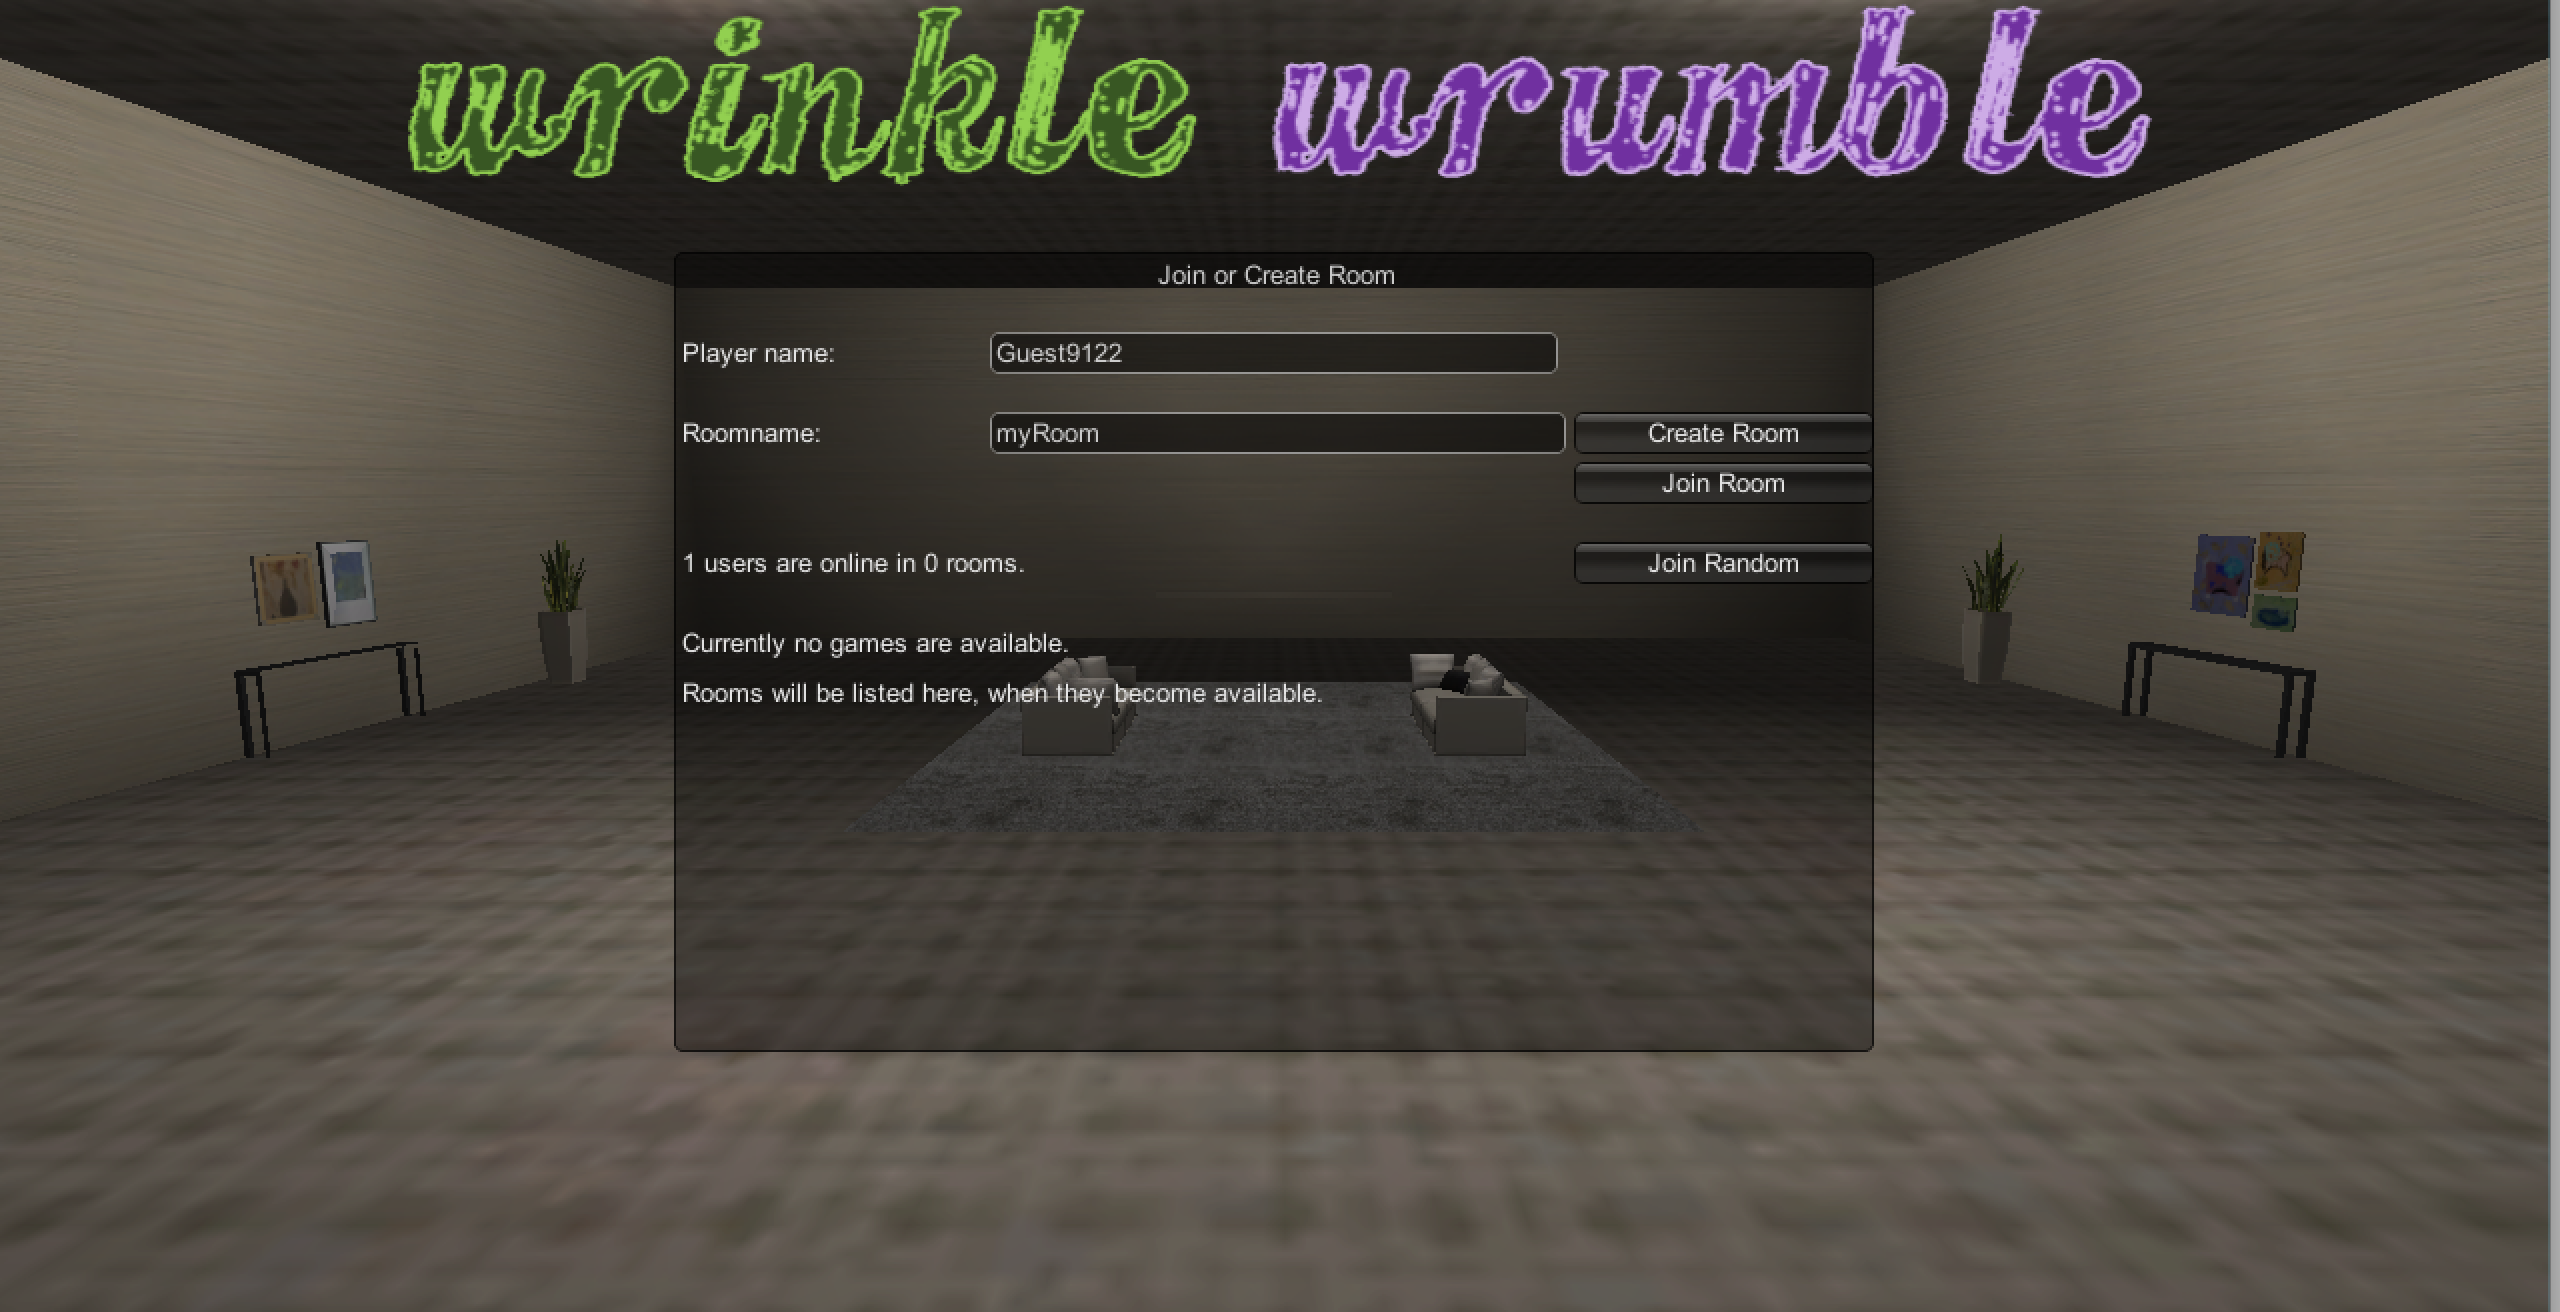 wrinkle wrumble
Join or Create Room
Player name: Guest9122
Roomname: myRoom Create Room
Join Room
1 users are online in 0 rooms. Join Random
Currently no games are available.
Rooms will be listed here, when they become available.